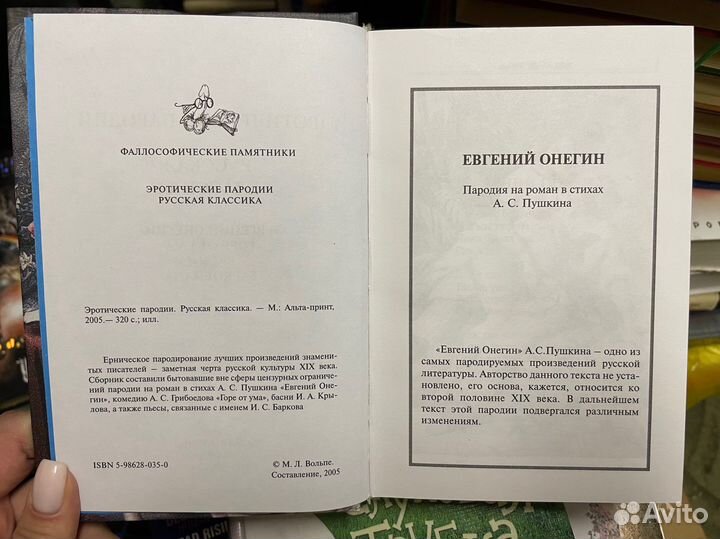 ФАЛЛОСОФИЧЕСКИЕ ПАМЯТНИКИ
ЭРОТИЧЕСКИЕ ПАРОДИИ
РУССКАЯ КЛАССИКА
Эротические пародии. Русская классика. — М.: Альта-принт,
2005.— 320 с.; илл.
Ерническое пародирование лучших произведений знамени-
тых писателей – заметная черта русской культуры XIX века.
Сборник составили бытовавшие вне сферы цензурных ограниче-
ний пародии на роман в стихах А. С. Пушкина «Евгений Оне-
гин», комедию А. С. Грибоедова «Горе от ума», басни И. А. Кры-
лова, а также пьесы, связанные с именем И. С. Баркова
ISBN 5-98628-035-0
© М. Л. Вольпе.
Составление, 2005
ЕВГЕНИЙ ОНЕГИН
Пародия на роман в стихах
А. С. Пушкина
«Евгений Онегин» А.С.Пушкина – одно из
самых пародируемых произведений русской
литературы. Авторство данного текста не ус-
тановлено, его основа, кажется, относится ко
второй половине XIX века. В дальнейшем
текст этой пародии подвергался различным
изменениям.
Avito